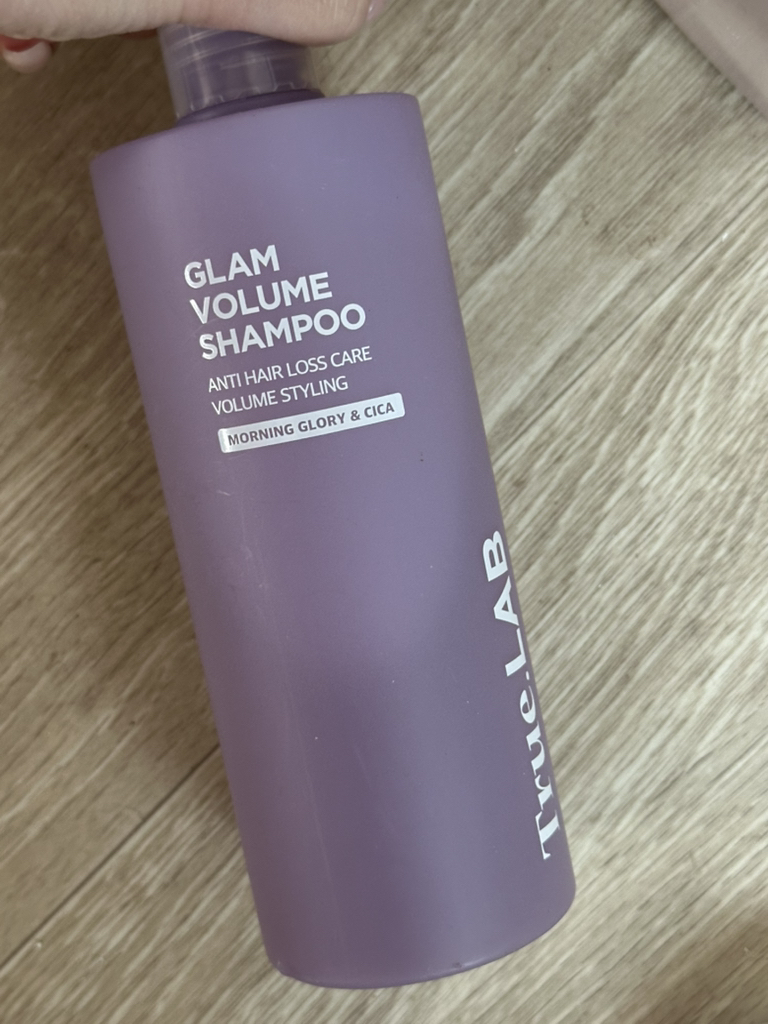 GLAM
VOLUME
SHAMPOO
ANTI HAIR LOSS CARE
VOLUME STYLING
MORNING GLORY & CICA
True.LAB